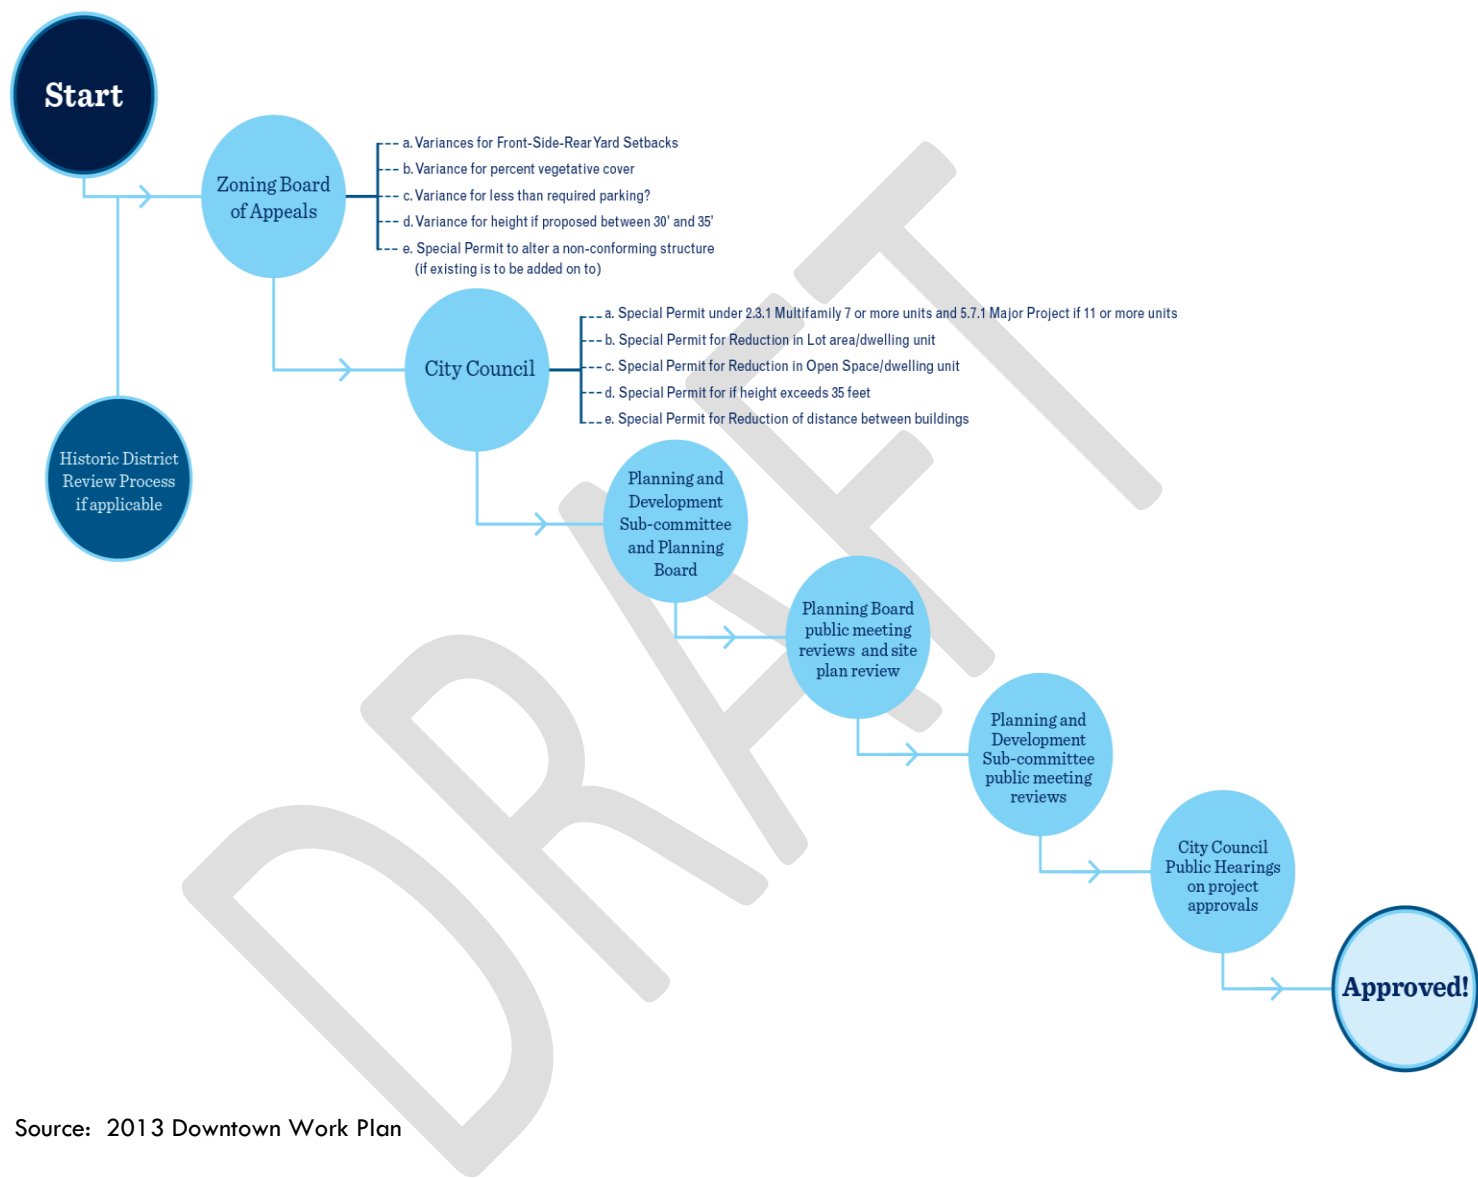 Start
Zoning Board
of Appeals
a. Variances for Front-Side-Rear Yard Setbacks
b. Variance for percent vegetative cover
c. Variance for less than required parking?
d. Variance for height if proposed between 30' and 35'
e. Special Permit to alter a non-conforming structure
(if existing is to be added on to)
City Council
a. Special Permit under 2.3.1 Multifamily 7 or more units and 5.7.1 Major Project if 11 or more units
b. Special Permit for Reduction in Lot area/dwelling unit
c. Special Permit for Reduction in Open Space/dwelling unit
d. Special Permit for if height exceeds 35 feet
e. Special Permit for Reduction of distance between buildings
Historic District
Review Process
if applicable
Planning and
Development
Sub-committee
and Planning
Board
Planning Board
public meeting
reviews and site
plan review
Planning and
Development
Sub-committee
public meeting
reviews
City Council
Public Hearings
on project
approvals
Approved!
DRAFT
Source: 2013 Downtown Work Plan